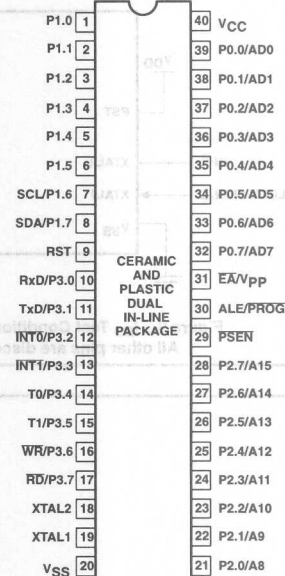 P1.0 1 40 VCC
P1.1 2 39 P0.0/AD0
P1.2 3 38 P0.1/AD1
P1.3 4 37 P0.2/AD2
P1.4 5 36 P0.3/AD3
P1.5 6 35 P0.4/AD4
SCL/P1.6 7 34 P0.5/AD5
SDA/P1.7 8 33 P0.6/AD6
RST 9 32 P0.7/AD7
RxD/P3.0 10 31 EA/VPP
TxD/P3.1 11 30 ALE/PROG
INT0/P3.2 12 29 PSEN
INT1/P3.3 13 28 P2.7/A15
T0/P3.4 14 27 P2.6/A14
T1/P3.5 15 26 P2.5/A13
WR/P3.6 16 25 P2.4/A12
RD/P3.7 17 24 P2.3/A11
XTAL2 18 23 P2.2/A10
XTAL1 19 22 P2.1/A9
VSS 20 21 P2.0/A8
CERAMIC
AND
PLASTIC
DUAL
IN-LINE
PACKAGE